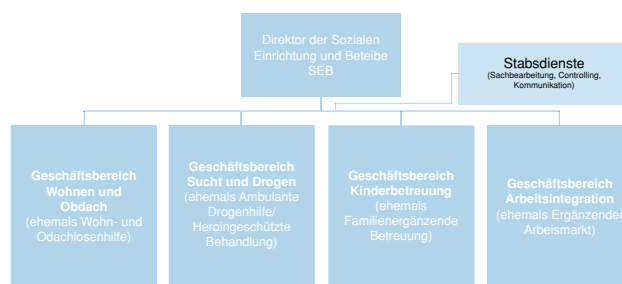 Direktor der Sozialen
Einrichtung und Beteibe
SEB
Stabsdienste
(Sachbearbeitung, Controlling,
Kommunikation)
Geschäftsbereich
Wohnen und
Obdach
(ehemals Wohn- und
Odachlosenhilfe)
Geschäftsbereich
Sucht und Drogen
(ehemals Ambulante
Drogenhilfe/
Heroingeschützte
Behandlung)
Geschäftsbereich
Kinderbetreuung
(ehemals
Familienergänzende
Betreuung)
Geschäftsbereich
Arbeitsintegration
(ehemals Ergänzender
Arbeismarkt)